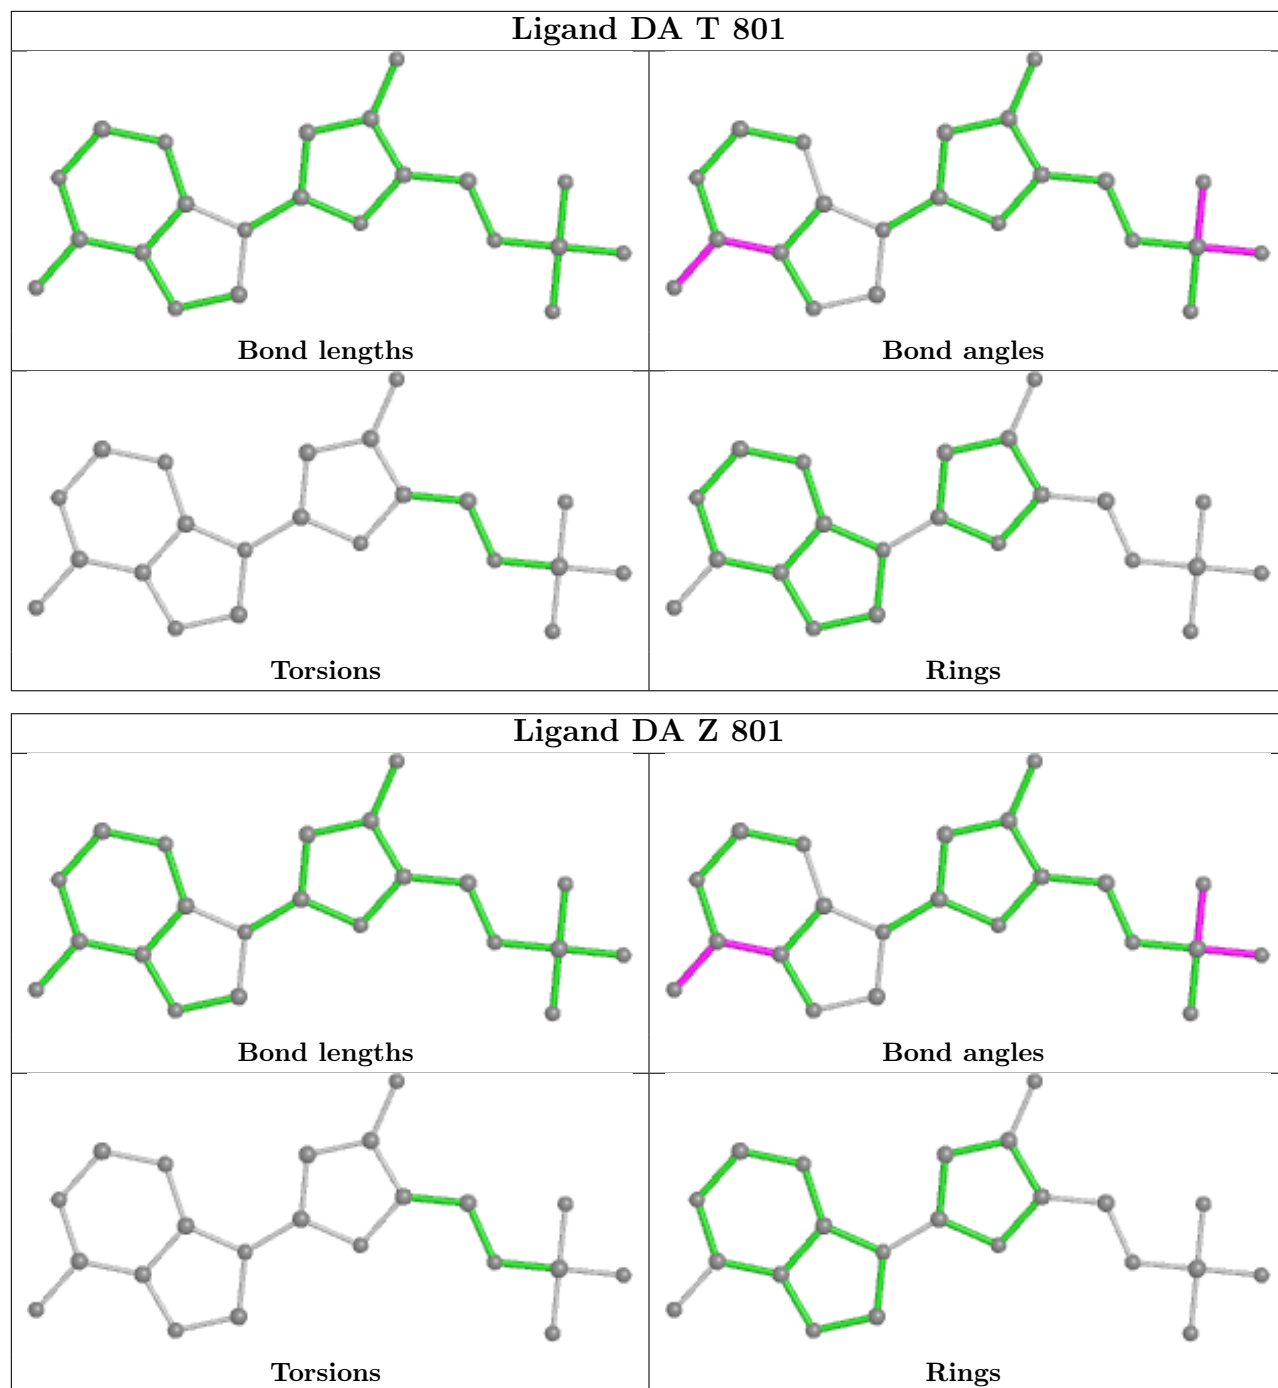 Ligand DA T 801
Bond lengths
Bond angles
Torsions
Rings
Ligand DA Z 801
Bond lengths
Bond angles
Torsions
Rings